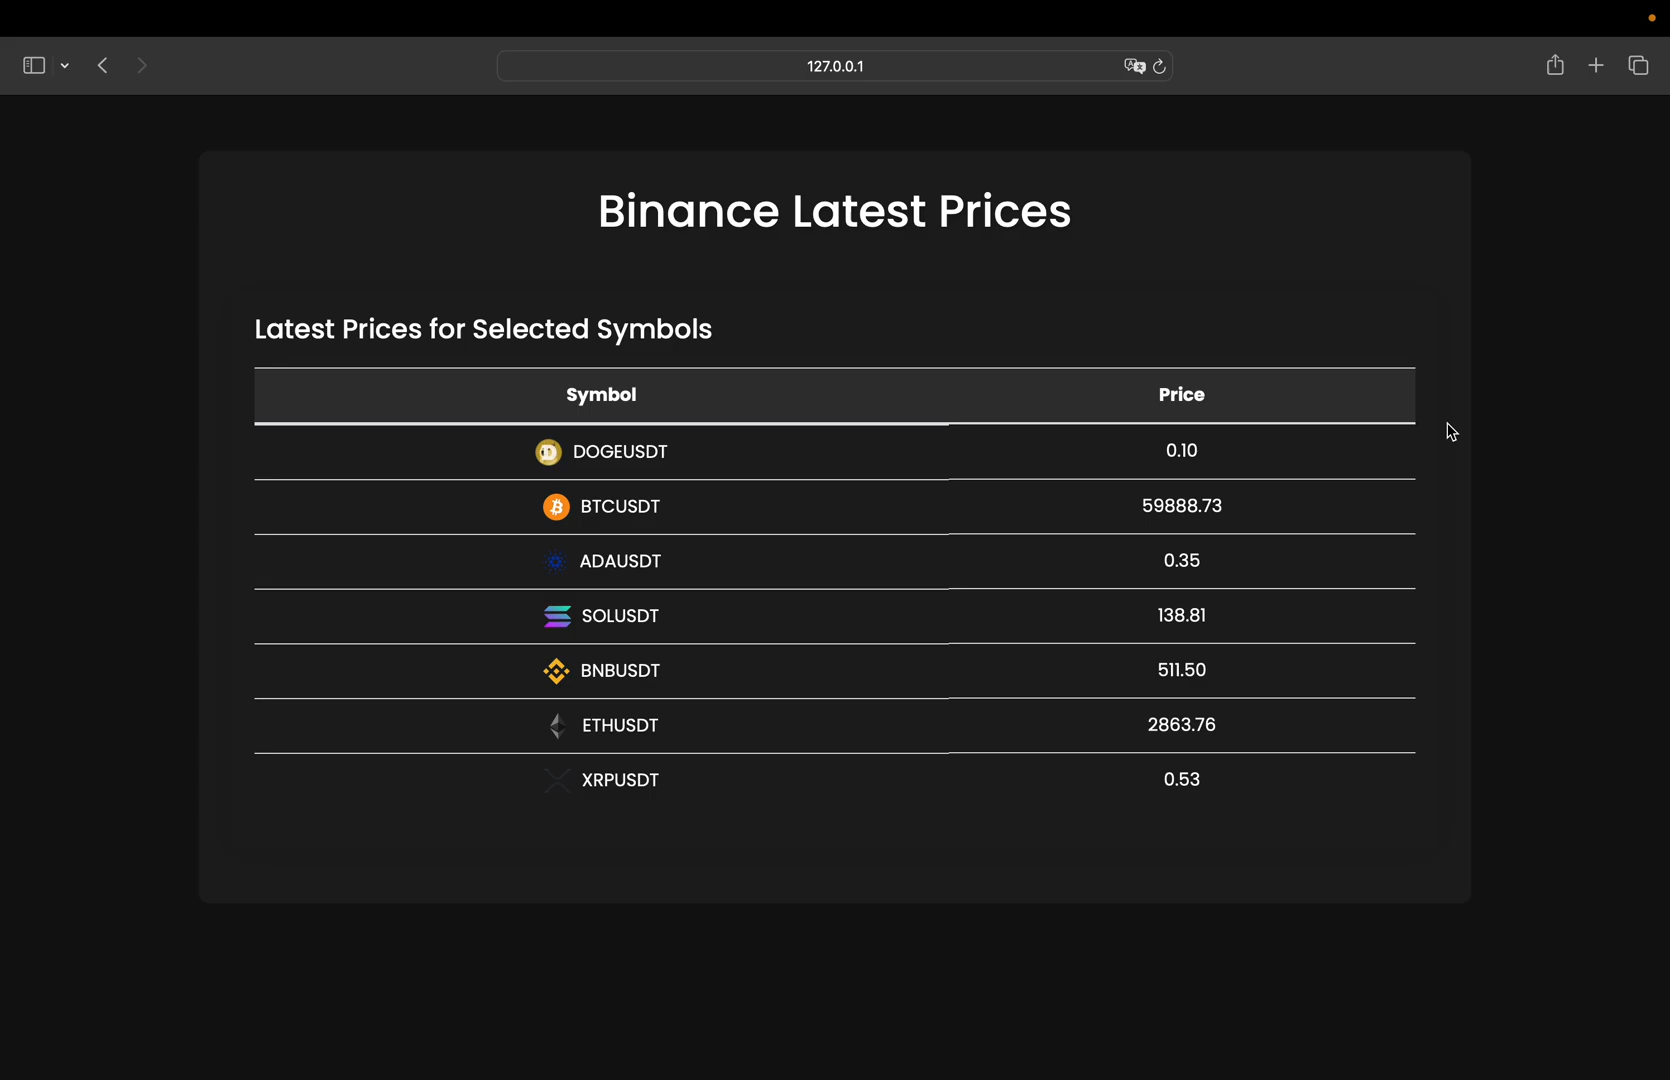 127.0.0.1
Binance Latest Prices
Latest Prices for Selected Symbols
Symbol Price
DOGEUSDT 0.10
BTCUSDT 59888.73
ADAUSDT 0.35
SOLUSDT 138.81
BNBUSDT 511.50
ETHUSDT 2863.76
XRPUSDT 0.53